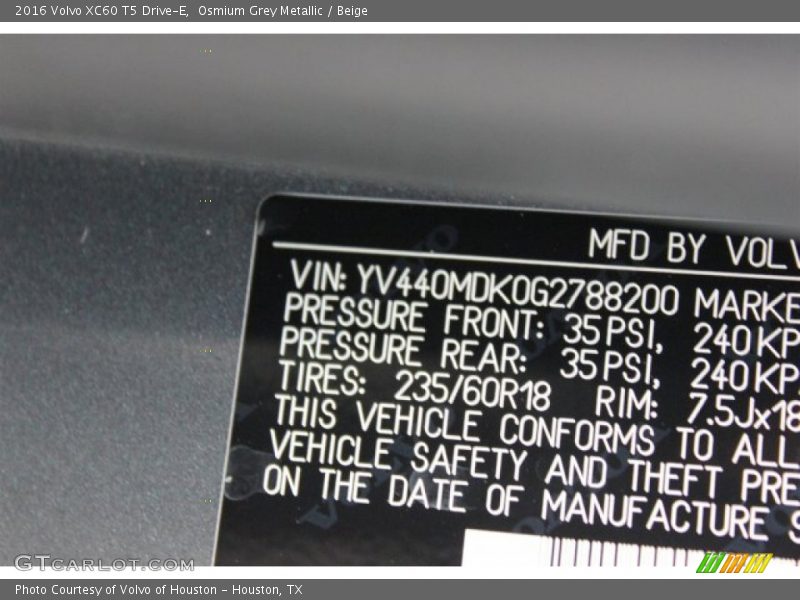 2016 Volvo XC60 T5 Drive-E,  Osmium Grey Metallic / Beige
MFD BY VOLV
VIN: YV440MDK0G2788200 MARKE
PRESSURE FRONT: 35 PSI, 240 KP
PRESSURE REAR: 35 PSI, 240 KP
TIRES: 235/60R18 RIM: 7.5Jx18
THIS VEHICLE CONFORMS TO ALL
VEHICLE SAFETY AND THEFT PRE
ON THE DATE OF MANUFACTURE S
GTCARLOT.COM
Photo Courtesy of Volvo of Houston - Houston, TX